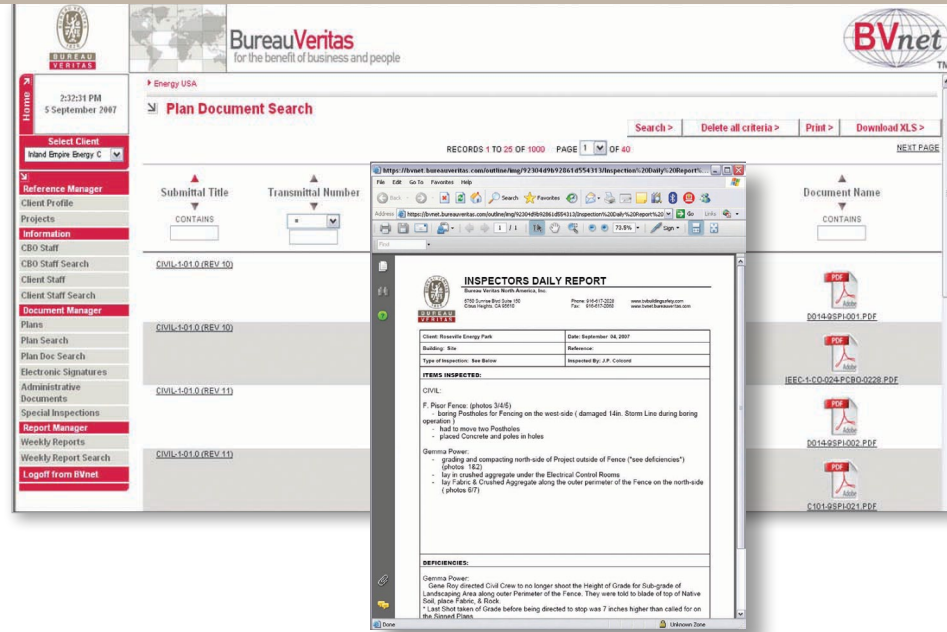 BUREAU
VERITAS
BureauVeritas
for the benefit of business and people
BVnet
TM
Home
2:32:31 PM
5 September 2007
Select Client
Inland Empire Energy C
Reference Manager
Client Profile
Projects
Information
CBO Staff
CBO Staff Search
Client Staff
Client Staff Search
Document Manager
Plans
Plan Search
Plan Doc Search
Electronic Signatures
Administrative
Documents
Special Inspections
Report Manager
Weekly Reports
Weekly Report Search
Logoff from BVnet
Energy USA
Plan Document Search
Search > Delete all criteria > Print > Download XLS >
RECORDS 1 TO 25 OF 1000 PAGE 1 OF 40
NEXT PAGE
Submittal Title
CONTAINS
Transmittal Number
Document Name
CONTAINS
CIVIL-1-01.0 (REV 10)
CIVIL-1-01.0 (REV 10)
CIVIL-1-01.0 (REV 11)
CIVIL-1-01.0 (REV 11)
PDF
Adobe
D014-9SPI-001.PDF
PDF
Adobe
IEEC-1-CO-024-PCBO-0228.PDF
PDF
Adobe
D014-9SPI-002.PDF
PDF
Adobe
C101-9SPI-021.PDF
File Edit Go To Favorites Help
Back Search Favorites
Address
Go Links
1 / 1 73.5% Sign
Find
BUREAU
VERITAS
INSPECTORS DAILY REPORT
Bureau Veritas North America, Inc.
Client: Roseville Energy Park Date: September 04, 2007
Building: Site Reference:
Type of Inspection: See Below Inspected By: J.P. Colcord
ITEMS INSPECTED:
CIVIL:
F. Pisor Fence: (photos 3/4/5)
- boring Postholes for Fencing on the west-side ( damaged 14in. Storm Line during boring
operation )
- had to move two Postholes
- placed Concrete and poles in holes
Gemma Power:
- grading and compacting north-side of Project outside of Fence (*see deficiencies*)
(photos 1&2)
- lay in crushed aggregate under the Electrical Control Rooms
- lay Fabric & Crushed Aggregate along the outer perimeter of the Fence on the north-side
( photos 6/7)
DEFICIENCIES:
Gemma Power:
Gene Roy directed Civil Crew to no longer shoot the Height of Grade for Sub-grade of
Landscaping Area along outer Perimeter of the Fence. They were told to blade of top of Native
Soil, place Fabric, & Rock.
* Last Shot taken of Grade before being directed to stop was 7 inches higher than called for on
the Signed Plans
Done
Unknown Zone